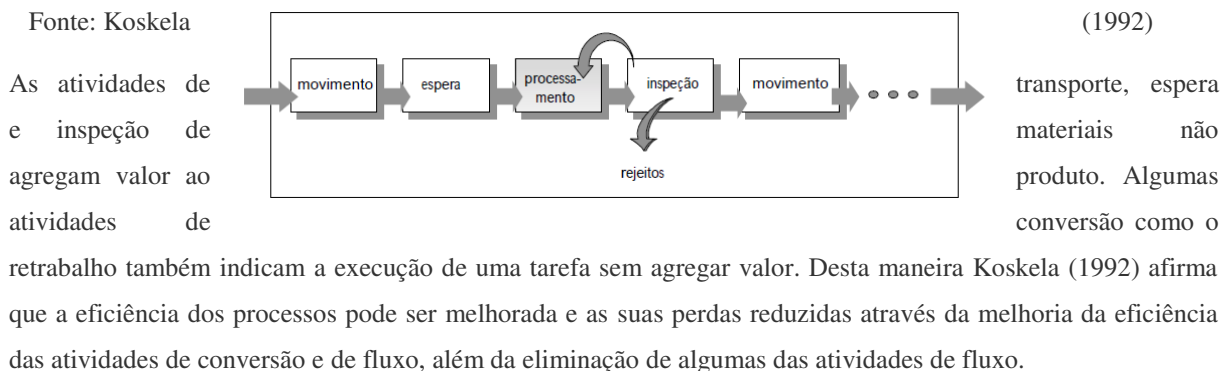 Fonte: Koskela (1992)
movimento espera processa-
mento inspeção movimento
rejeitos
As atividades de transporte, espera
e inspeção de materiais não
agregam valor ao produto. Algumas
atividades de conversão como o
retrabalho também indicam a execução de uma tarefa sem agregar valor. Desta maneira Koskela (1992) afirma
que a eficiência dos processos pode ser melhorada e as suas perdas reduzidas através da melhoria da eficiência
das atividades de conversão e de fluxo, além da eliminação de algumas das atividades de fluxo.